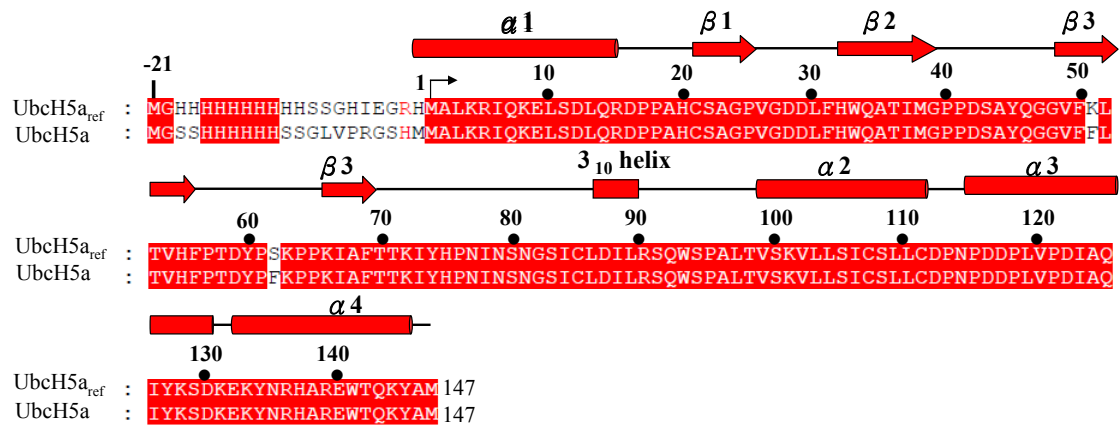 α1 β1 β2 β3
-21 1 10 20 30 40 50
UbcH5aref : MGHHHHHHHHHHSSGHIEGRHMALKRIQKELSDLQRDPPAHCSAGPVGDDLFHWQATIMGPPDSAYQGGVFKL
UbcH5a : MGSSHHHHHHSSGLVPRGSHMMALKRIQKELSDLQRDPPAHCSAGPVGDDLFHWQATIMGPPDSAYQGGVFFL
β3 3 10 helix α2 α3
60 70 80 90 100 110 120
UbcH5aref : TVHFPTDYPSKPPKIAFTTKIYHPNINSNGSICLDILRSQWSPALTVSKVLLSICSLLCDPNPDDPLVPDIAQ
UbcH5a : TVHFPTDYPFKPPKIAFTTKIYHPNINSNGSICLDILRSQWSPALTVSKVLLSICSLLCDPNPDDPLVPDIAQ
α4
130 140
UbcH5aref : IYKSDKEKYNRHAREWTQKYAM 147
UbcH5a : IYKSDKEKYNRHAREWTQKYAM 147